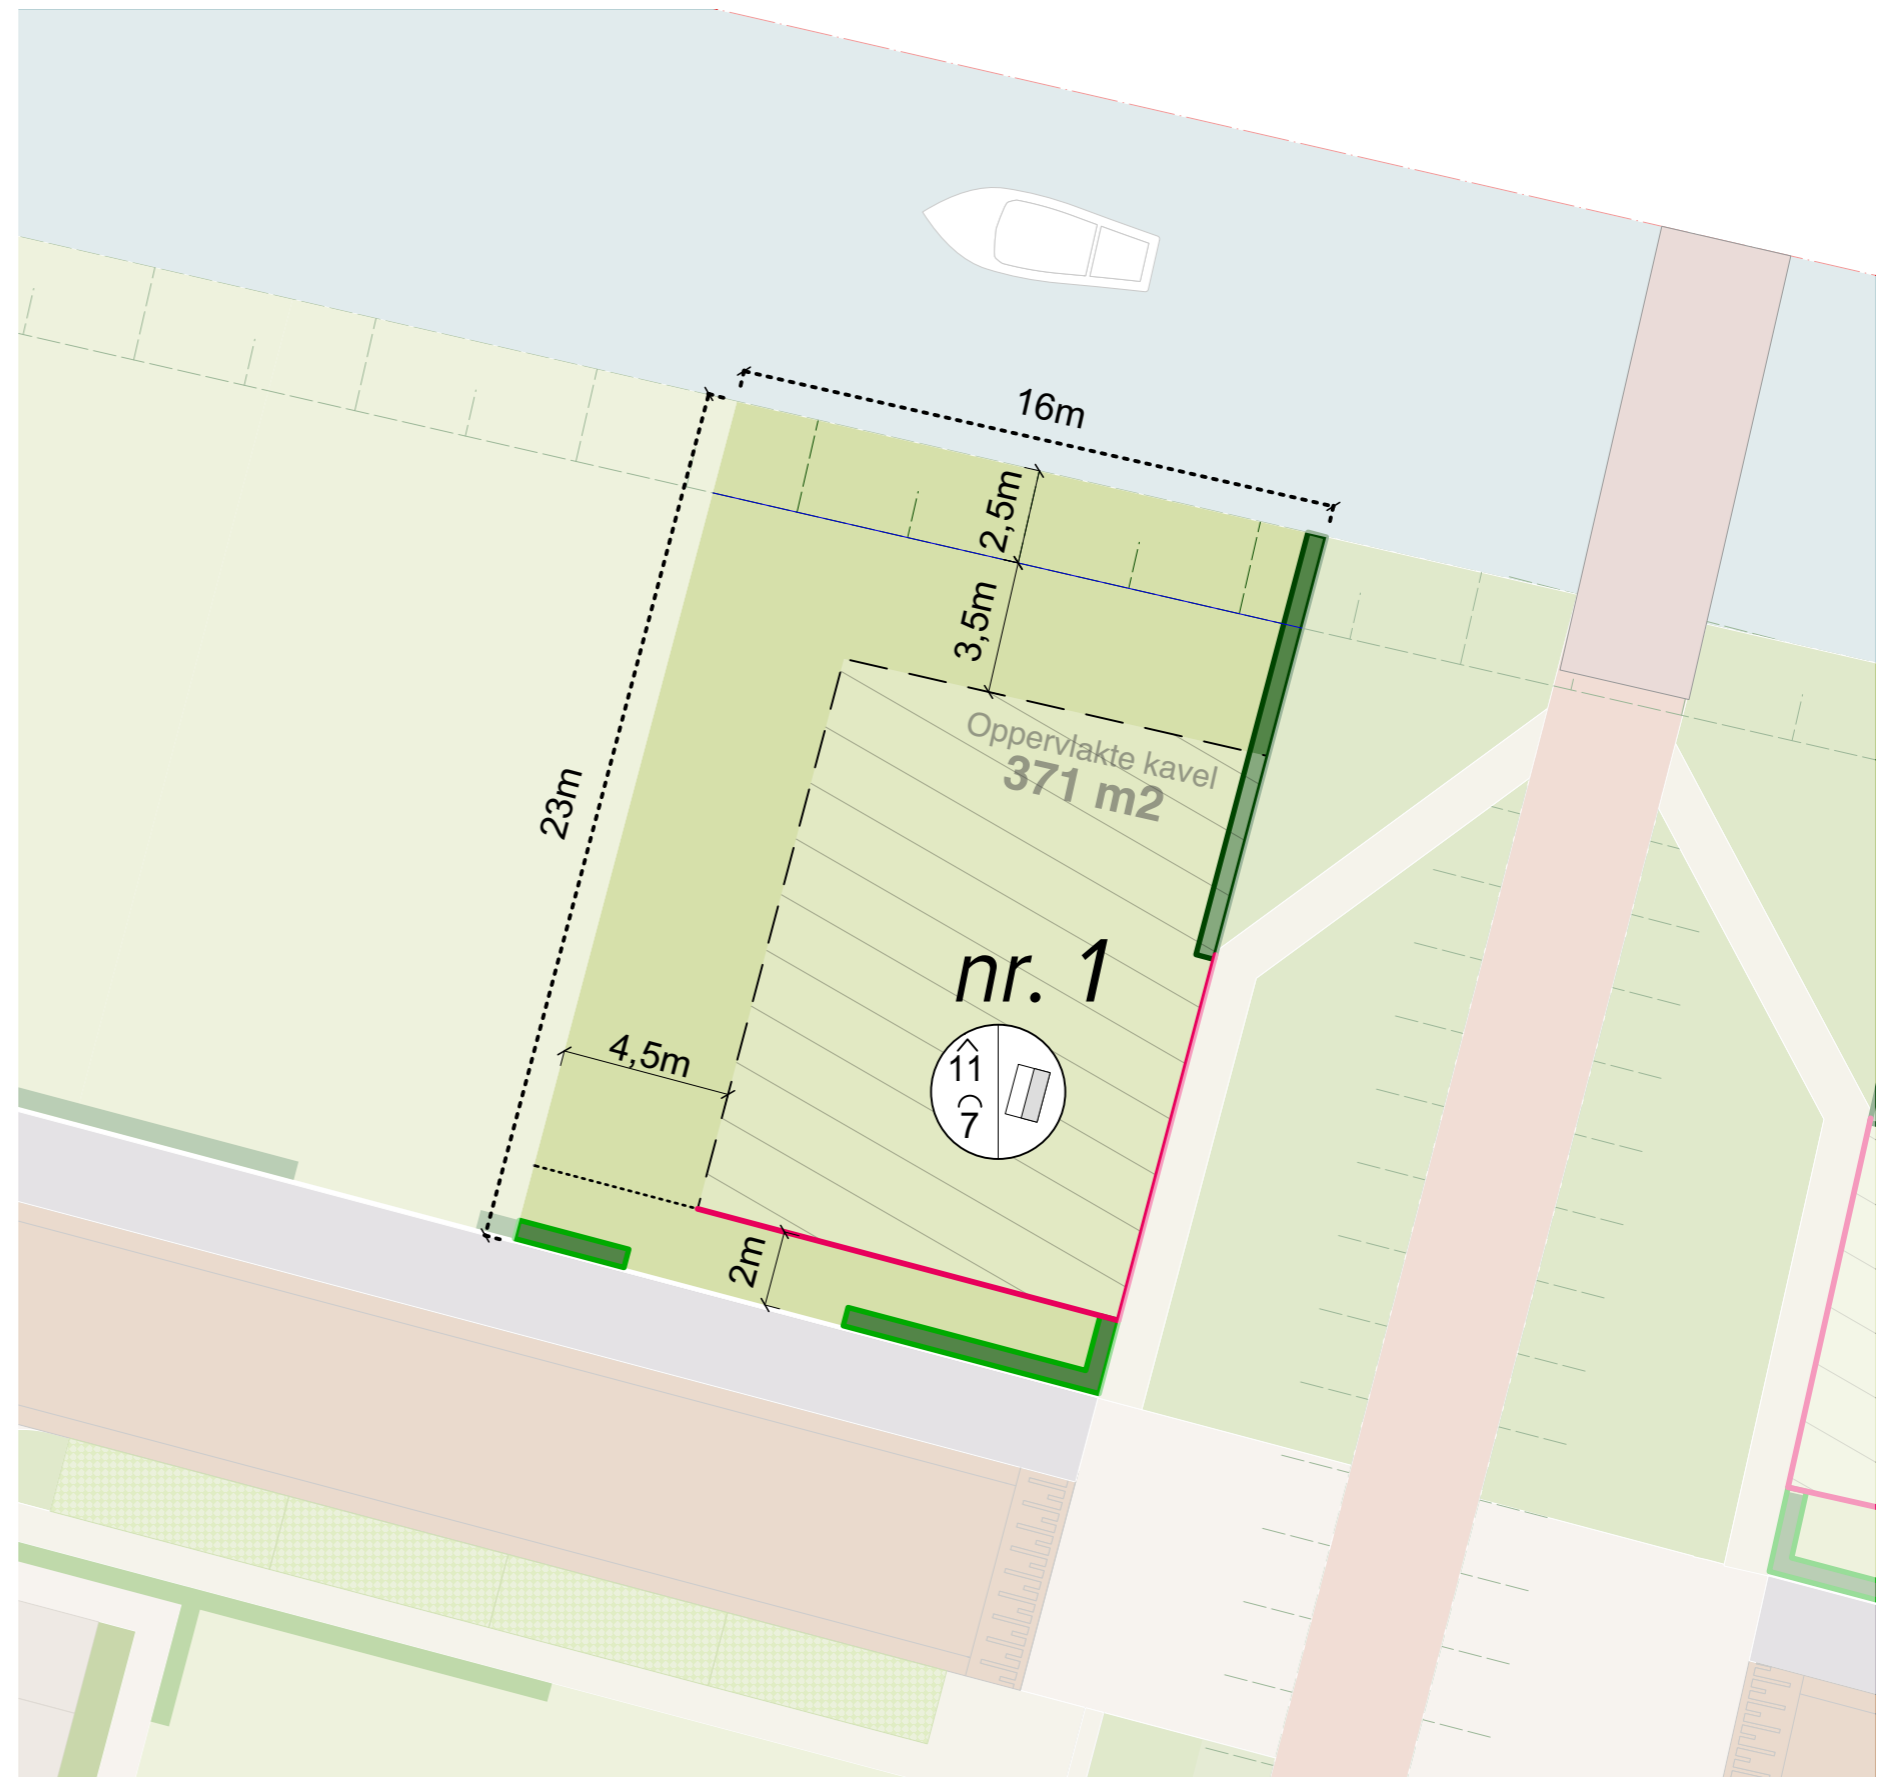 16m
2,5m
3,5m
Oppervlakte kavel
371 m2
23m
nr. 1
4,5m
11
7
2m